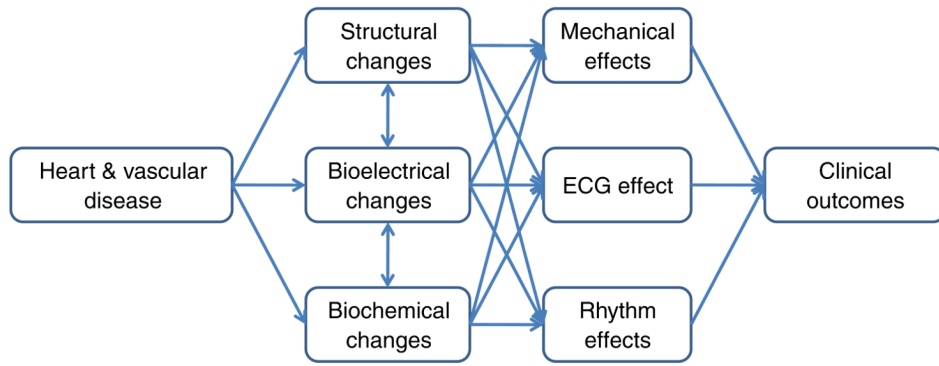 Structural
changes
Mechanical
effects
Heart & vascular
disease
Bioelectrical
changes
ECG effect
Clinical
outcomes
Biochemical
changes
Rhythm
effects